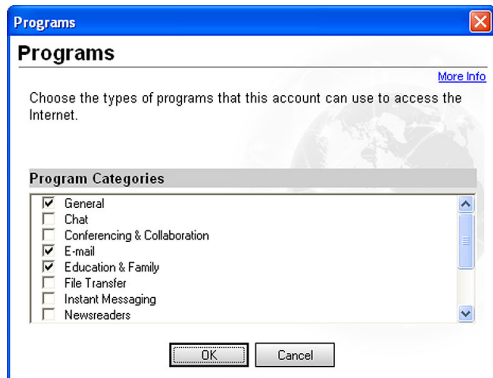 Programs
Programs
More Info
Choose the types of programs that this account can use to access the
Internet.
Program Categories
General
Chat
Conferencing & Collaboration
E-mail
Education & Family
File Transfer
Instant Messaging
Newsreaders
OK
Cancel